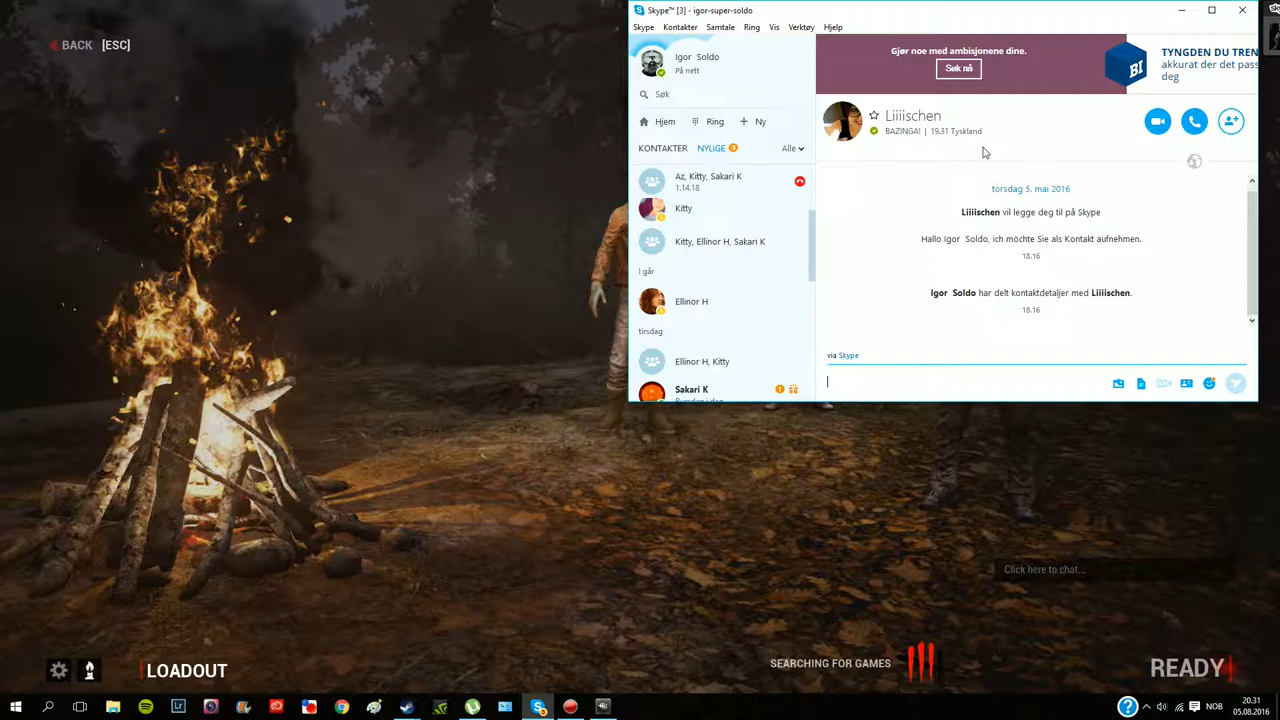 BACK [ESC]
Skype™ [3] - igor-super-soldo
Skype Kontakter Samtale Ring Vis Verktøy Hjelp
Igor Soldo
På nett
Søk
Hjem Ring Ny
KONTAKTER NYLIGE 3 Alle
Az, Kitty, Sakari K
1.14.18
Kitty
Kitty, Ellinor H, Sakari K
I går
Ellinor H
tirsdag
Ellinor H, Kitty
Sakari K
Gjør noe med ambisjonene dine.
Søk nå
BI
TYNGDEN DU TREN
akkurat der det pass
deg
Liiiischen
BAZINGA! | 19.31 Tyskland
torsdag 5. mai 2016
Liiiischen vil legge deg til på Skype
Hallo Igor Soldo, ich möchte Sie als Kontakt aufnehmen.
18.16
Igor Soldo har delt kontaktdetaljer med Liiiischen.
18.16
via Skype
Click here to chat...
LOADOUT
SEARCHING FOR GAMES
READY
NOB
20.31
05.08.2016